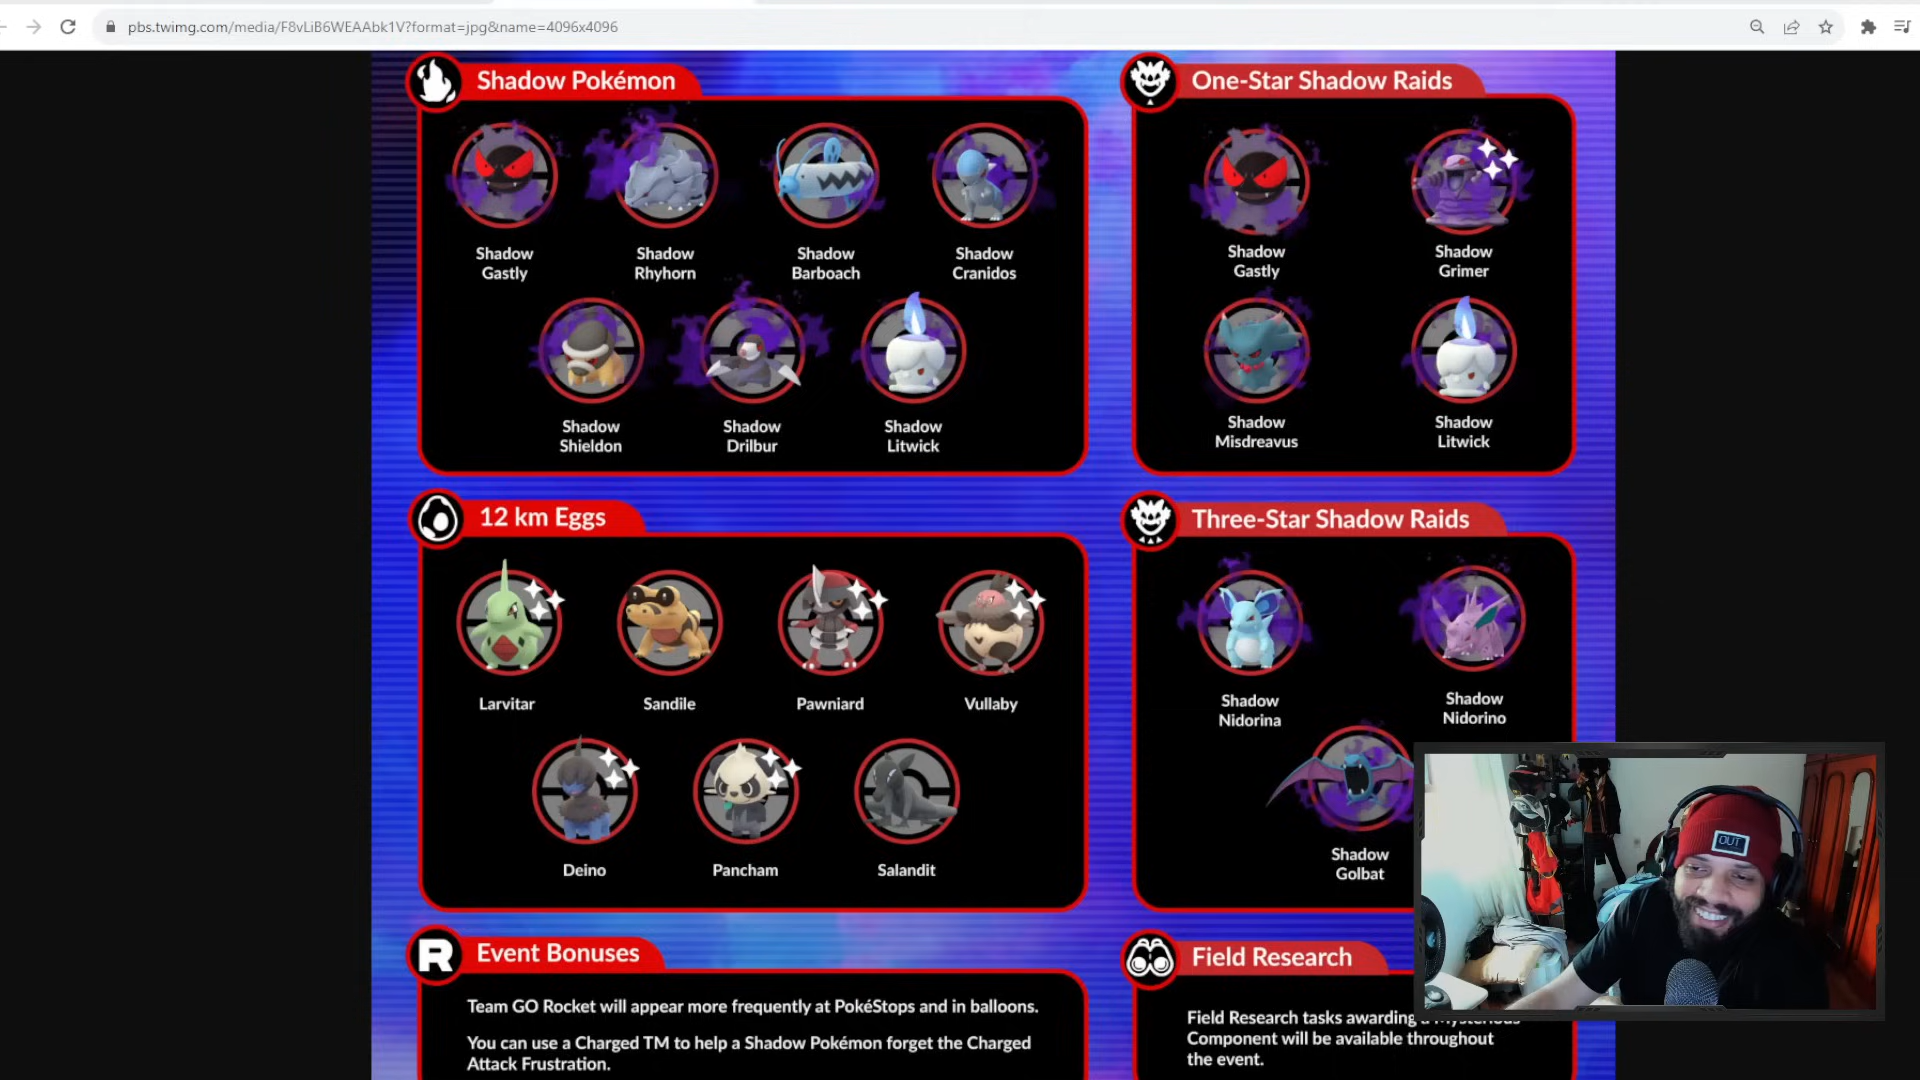 pbs.twimg.com/media/F8vLiB6WEAAbk1V?format=jpg&name=4096x4096
Shadow Pokémon
Shadow
Gastly
Shadow
Rhyhorn
Shadow
Barboach
Shadow
Cranidos
Shadow
Shieldon
Shadow
Drilbur
Shadow
Litwick
One-Star Shadow Raids
Shadow
Gastly
Shadow
Grimer
Shadow
Misdreavus
Shadow
Litwick
12 km Eggs
Larvitar
Sandile
Pawniard
Vullaby
Deino
Pancham
Salandit
Three-Star Shadow Raids
Shadow
Nidorina
Shadow
Nidorino
Shadow
Golbat
OUT
R Event Bonuses
Team GO Rocket will appear more frequently at PokéStops and in balloons.
You can use a Charged TM to help a Shadow Pokémon forget the Charged
Attack Frustration.
Field Research
Field Research tasks awarding a Mysterious
Component will be available throughout
the event.